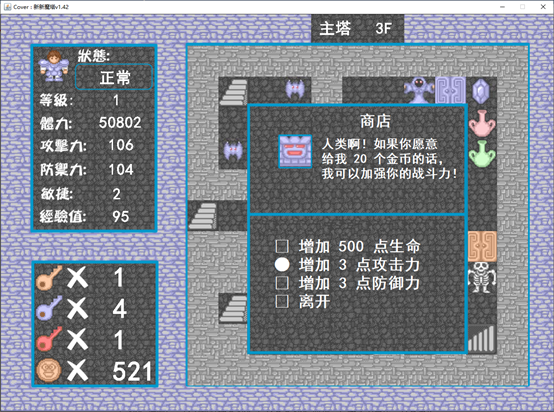 Cover : 新新魔塔v1.42
主塔 3F
狀態:
正常
等級: 1
體力: 50802
攻擊力: 106
防禦力: 104
敏捷: 2
經驗值: 95
1
4
1
521
商店
人类啊！如果你愿意
给我 20 个金币的话，
我可以加强你的战斗力！
增加 500 点生命
增加 3 点攻击力
增加 3 点防御力
离开